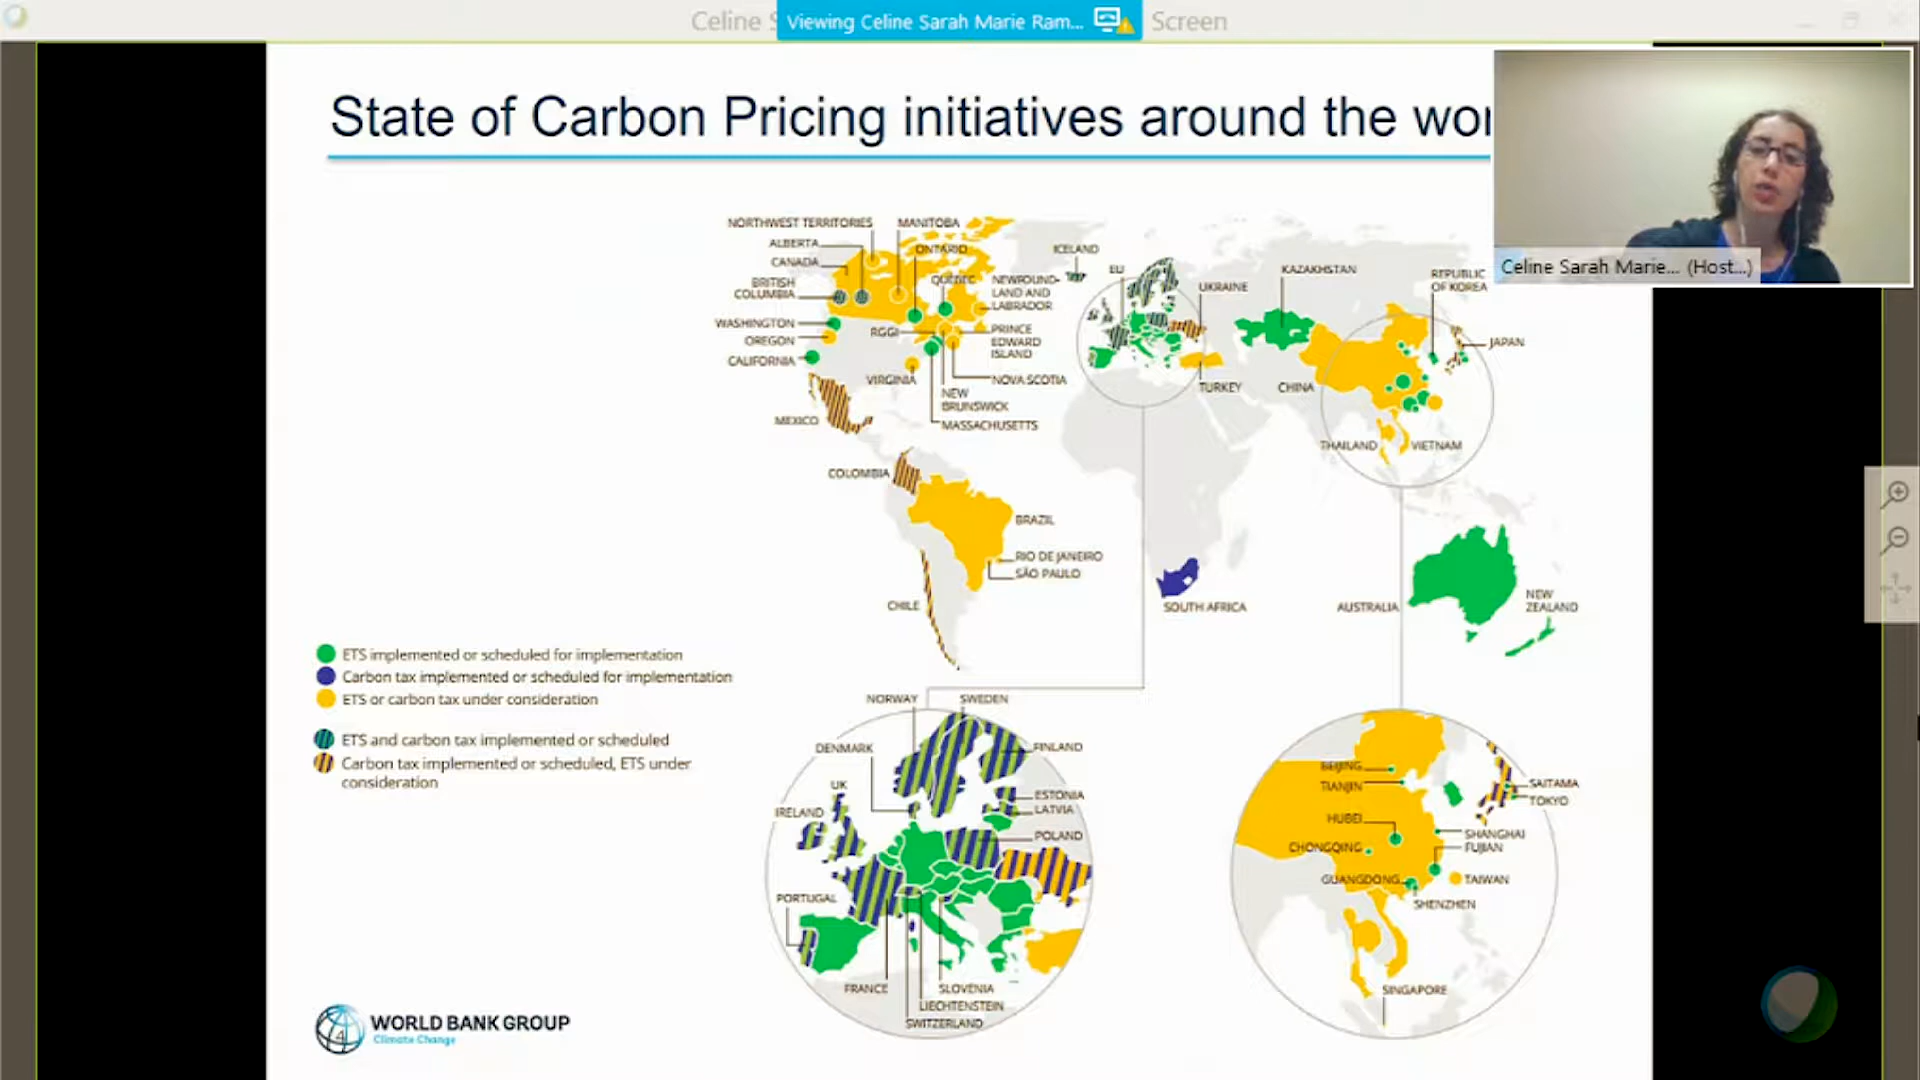 Celine S
Viewing Celine Sarah Marie Ram...
Screen
State of Carbon Pricing initiatives around the wor
Celine Sarah Marie... (Host...)
NORTHWEST TERRITORIES
MANITOBA
ALBERTA
ONTARIO
CANADA
BRITISH
COLUMBIA
QUÉBEC
NEWFOUND-
LAND AND
LABRADOR
WASHINGTON
OREGON
CALIFORNIA
RGGI
PRINCE
EDWARD
ISLAND
VIRGINIA
NOVA SCOTIA
NEW
BRUNSWICK
MASSACHUSETTS
MEXICO
COLOMBIA
BRAZIL
RIO DE JANEIRO
SÃO PAULO
CHILE
ICELAND
EU
UKRAINE
KAZAKHSTAN
REPUBLIC
OF KOREA
JAPAN
TURKEY
CHINA
THAILAND
VIETNAM
SOUTH AFRICA
AUSTRALIA
NEW
ZEALAND
ETS implemented or scheduled for implementation
Carbon tax implemented or scheduled for implementation
ETS or carbon tax under consideration
ETS and carbon tax implemented or scheduled
Carbon tax implemented or scheduled, ETS under
consideration
NORWAY
SWEDEN
DENMARK
FINLAND
UK
IRELAND
ESTONIA
LATVIA
POLAND
PORTUGAL
FRANCE
SLOVENIA
LIECHTENSTEIN
SWITZERLAND
BEIJING
TIANJIN
HUBEI
CHONGQING
GUANGDONG
SAITAMA
TOKYO
SHANGHAI
FUJIAN
TAIWAN
SHENZHEN
SINGAPORE
4
WORLD BANK GROUP
Climate Change